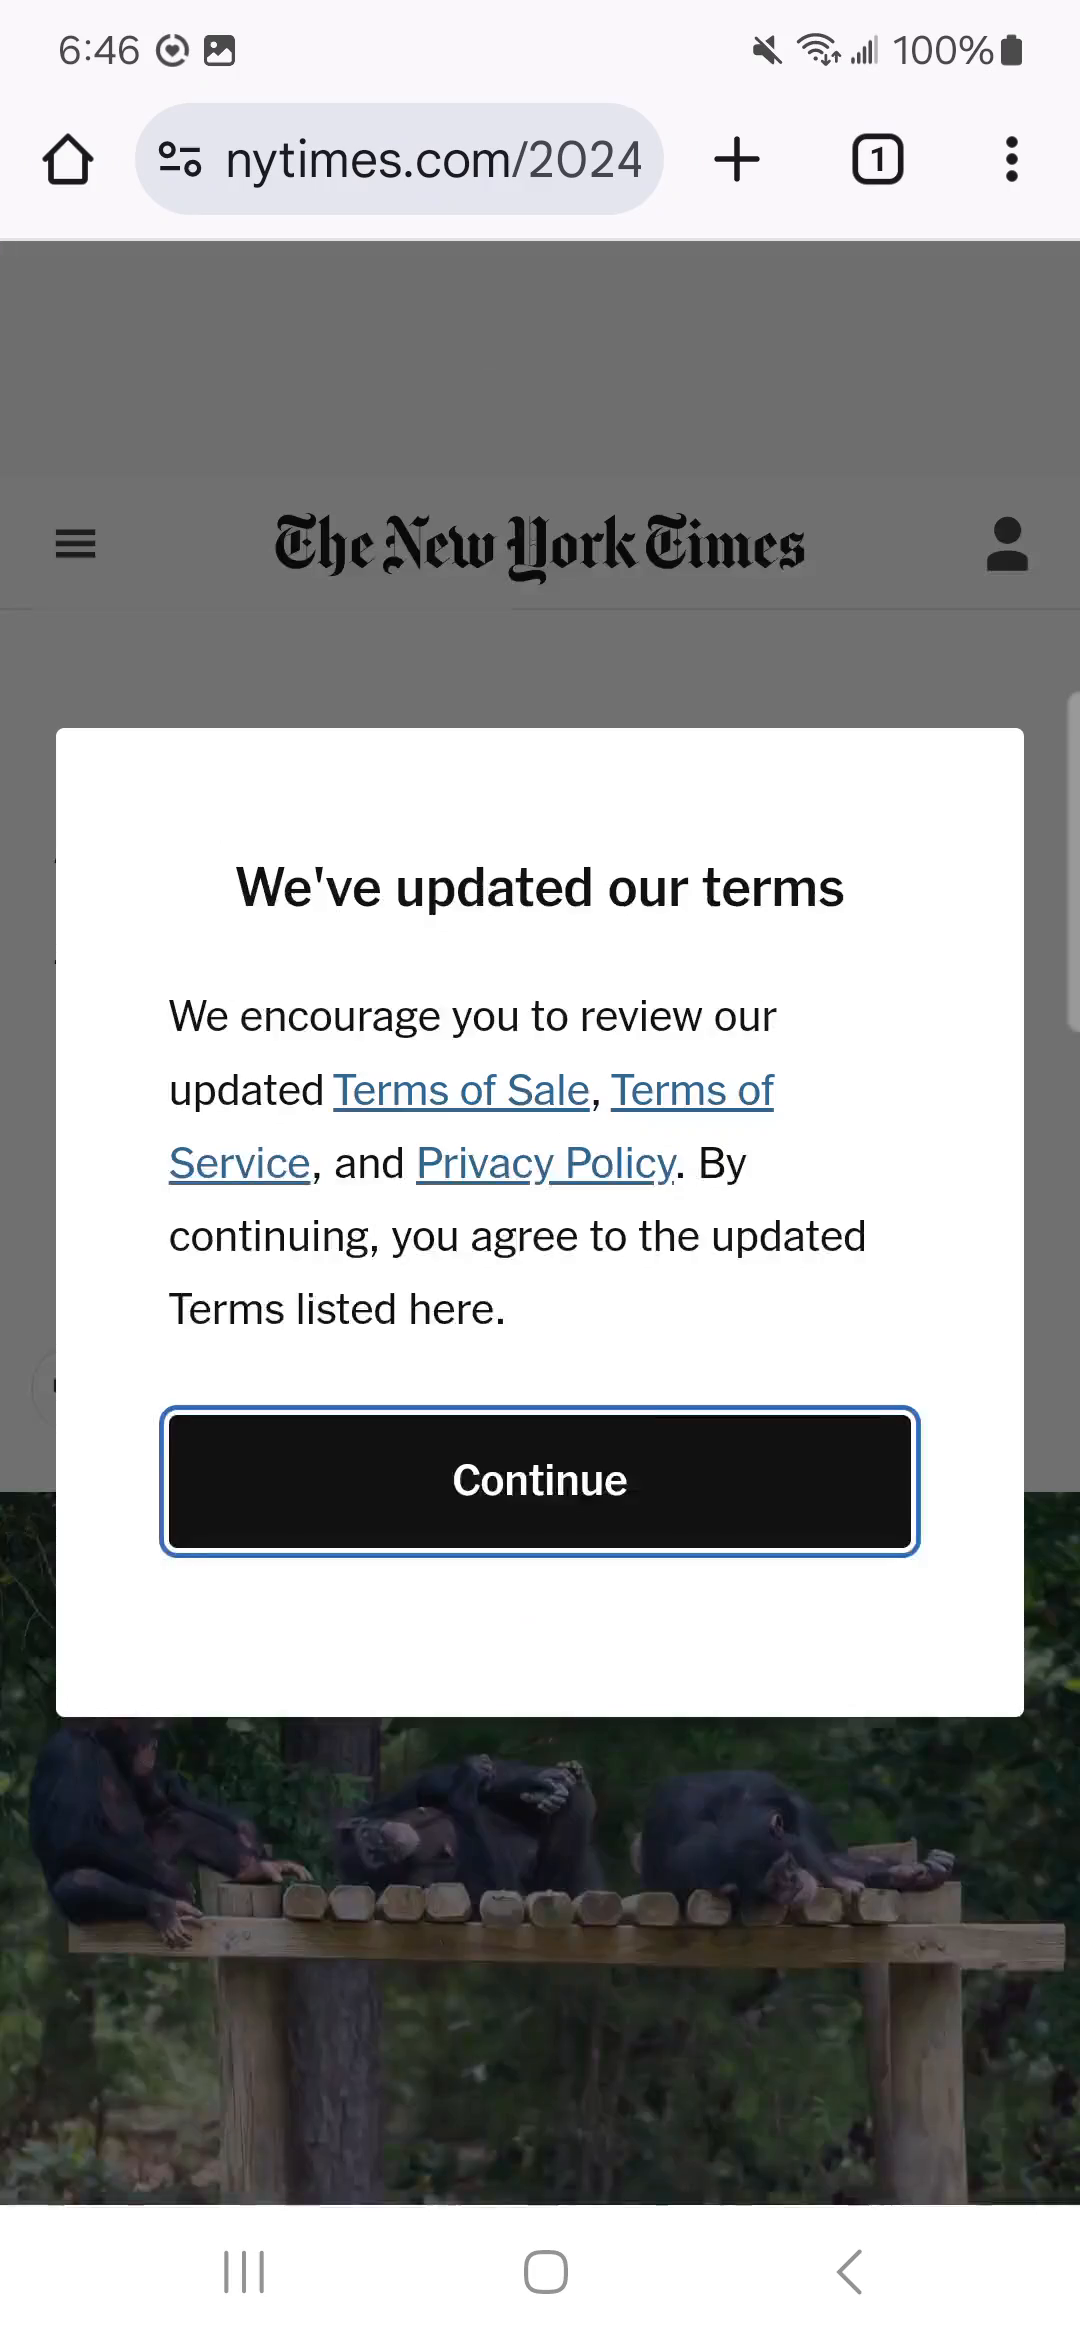 6:46 100%
nytimes.com/2024 1
The New York Times
We've updated our terms
We encourage you to review our
updated Terms of Sale, Terms of
Service, and Privacy Policy. By
continuing, you agree to the updated
Terms listed here.
Continue